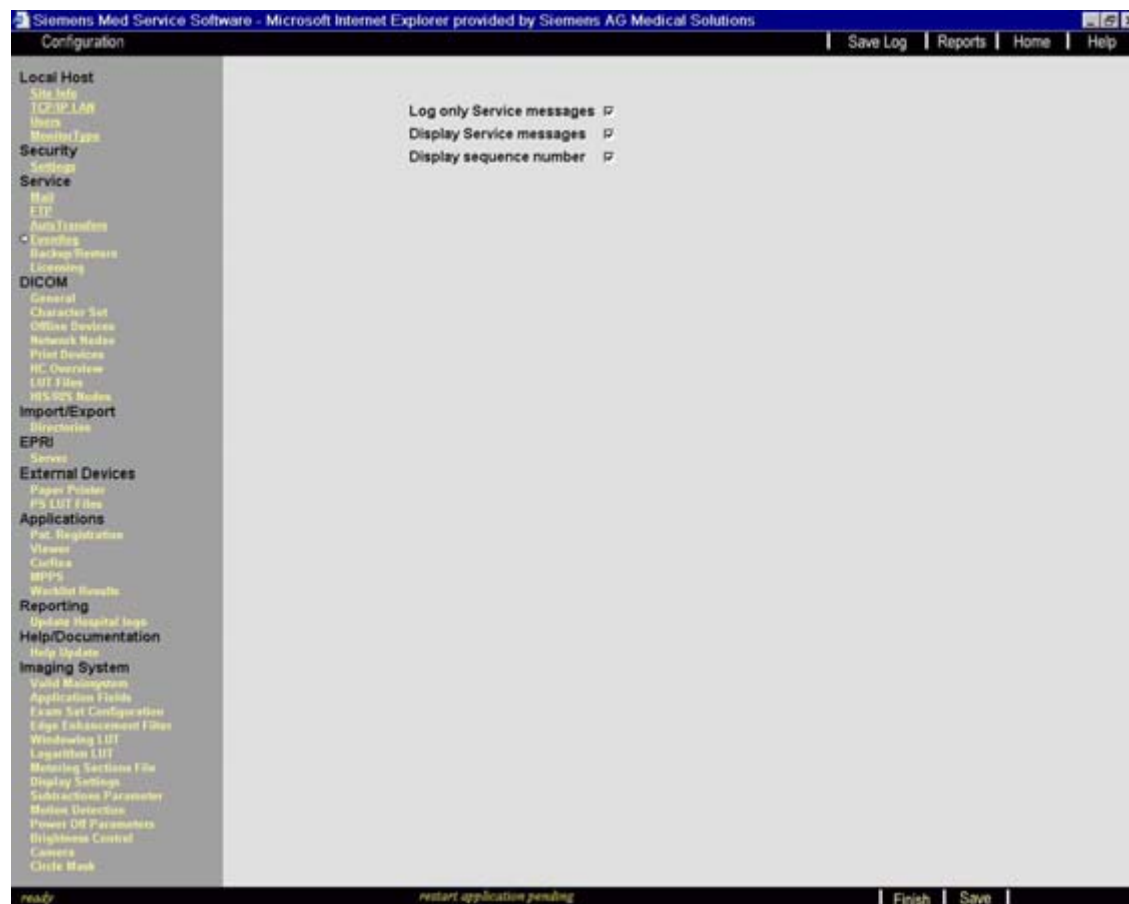 Siemens Med Service Software - Microsoft Internet Explorer provided by Siemens AG Medical Solutions
Configuration
Save Log
Reports
Home
Help
Local Host
Site Info
TCP/IP LAN
Users
MonitorType
Security
Settings
Service
Mail
FTP
AutoTransfers
Eventlog
Backup/Restore
Licensing
DICOM
General
Character Set
Offline Devices
Network Nodes
Print Devices
HC Overview
LUT Files
HIS/RIS Nodes
Import/Export
Directories
EPRI
Server
External Devices
Paper Printer
PS LUT Files
Applications
Pat. Registration
Viewer
MPPS
Worklist Results
Reporting
Update Hospital logo
Help/Documentation
Help Update
Imaging System
Valid Mainsystem
Application Fields
Exam Set Configuration
Edge Enhancement Filter
Windowing LUT
Logarithm LUT
Metering Sections File
Display Settings
Subtractions Parameter
Motion Detection
Power Off Parameters
Brightness Control
Camera
Circle Mask
Log only Service messages
Display Service messages
Display sequence number
ready
restart application pending
Finish
Save